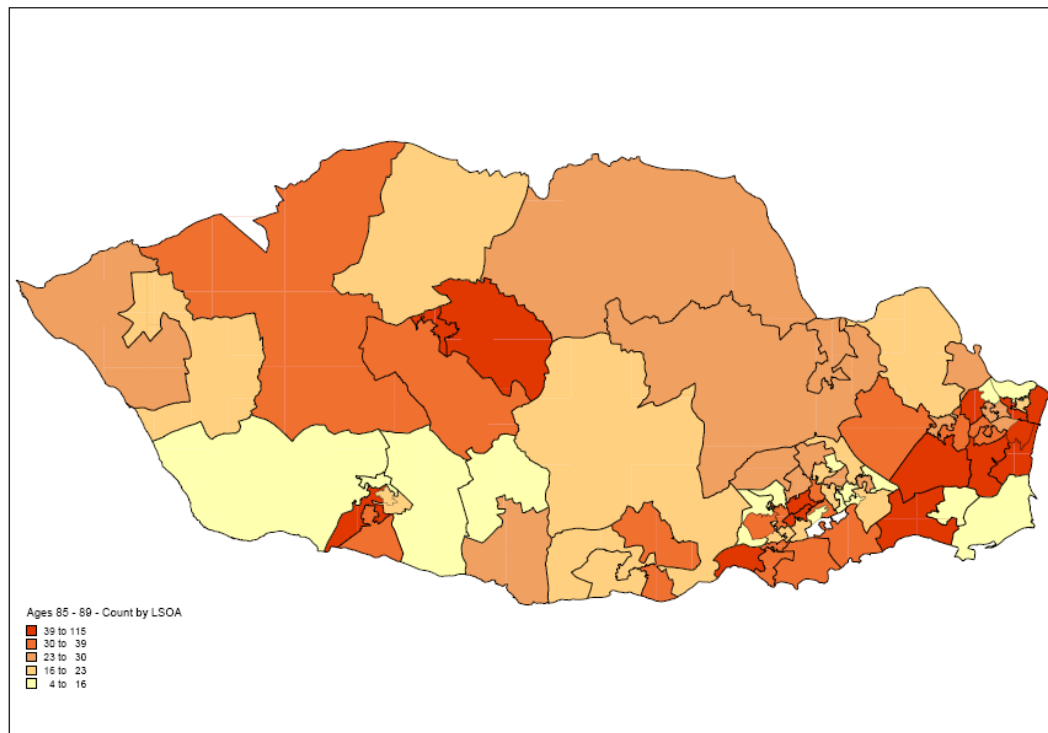 Ages 85 - 89 - Count by LSOA
39 to 115
30 to 39
23 to 30
16 to 23
4 to 16